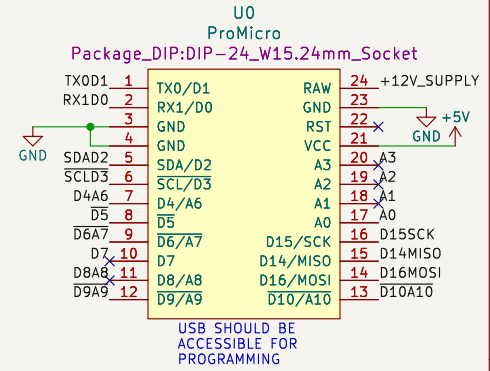 U0
ProMicro
Package_DIP:DIP-24_W15.24mm_Socket
TX0D1 1 TX0/D1 RAW 24 +12V_SUPPLY
RX1D0 2 RX1/D0 GND 23
3 GND RST 22 GND +5V
GND 4 GND VCC 21
SDAD2 5 SDA/D2 A3 20 A3
SCLD3 6 SCL/D3 A2 19 A2
D4A6 7 D4/A6 A1 18 A1
D5 8 D5 A0 17 A0
D6A7 9 D6/A7 D15/SCK 16 D15SCK
D7 10 D7 D14/MISO 15 D14MISO
D8A8 11 D8/A8 D16/MOSI 14 D16MOSI
D9A9 12 D9/A9 D10/A10 13 D10A10
USB SHOULD BE
ACCESSIBLE FOR
PROGRAMMING